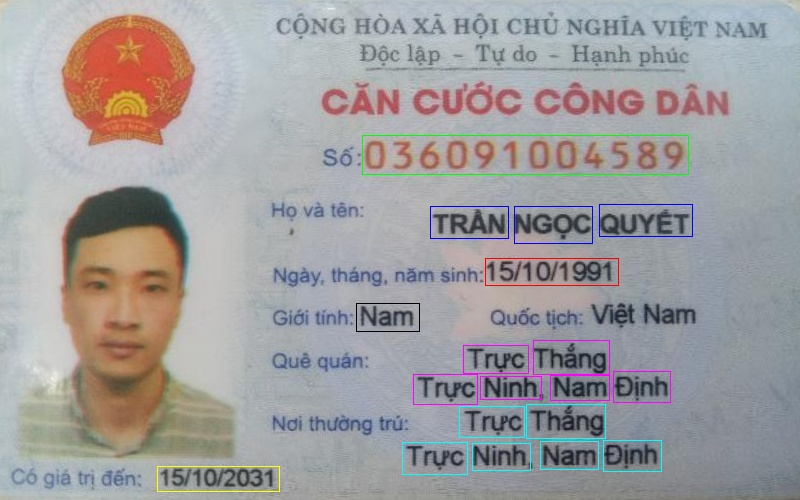 CỘNG HÒA XÃ HỘI CHỦ NGHĨA VIỆT NAM
Độc lập - Tự do - Hạnh phúc
CĂN CƯỚC CÔNG DÂN
Số: 036091004589
Họ và tên: TRẦN NGỌC QUYẾT
Ngày, tháng, năm sinh: 15/10/1991
Giới tính: Nam Quốc tịch: Việt Nam
Quê quán: Trực Thắng
Trực Ninh, Nam Định
Nơi thường trú: Trực Thắng
Trực Ninh, Nam Định
Có giá trị đến: 15/10/2031